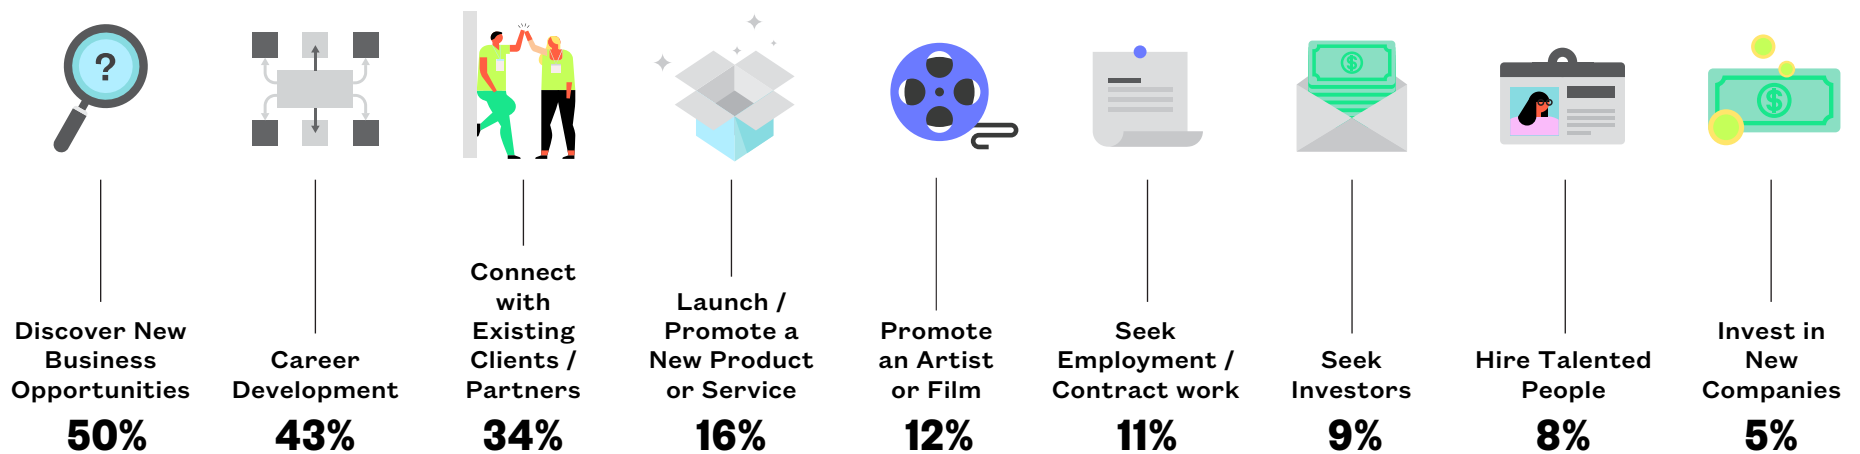 ?
$
$
Discover New
Business
Opportunities
50%
Career
Development
43%
Connect
with
Existing
Clients /
Partners
34%
Launch /
Promote a
New Product
or Service
16%
Promote
an Artist
or Film
12%
Seek
Employment /
Contract work
11%
Seek
Investors
9%
Hire Talented
People
8%
Invest in
New
Companies
5%